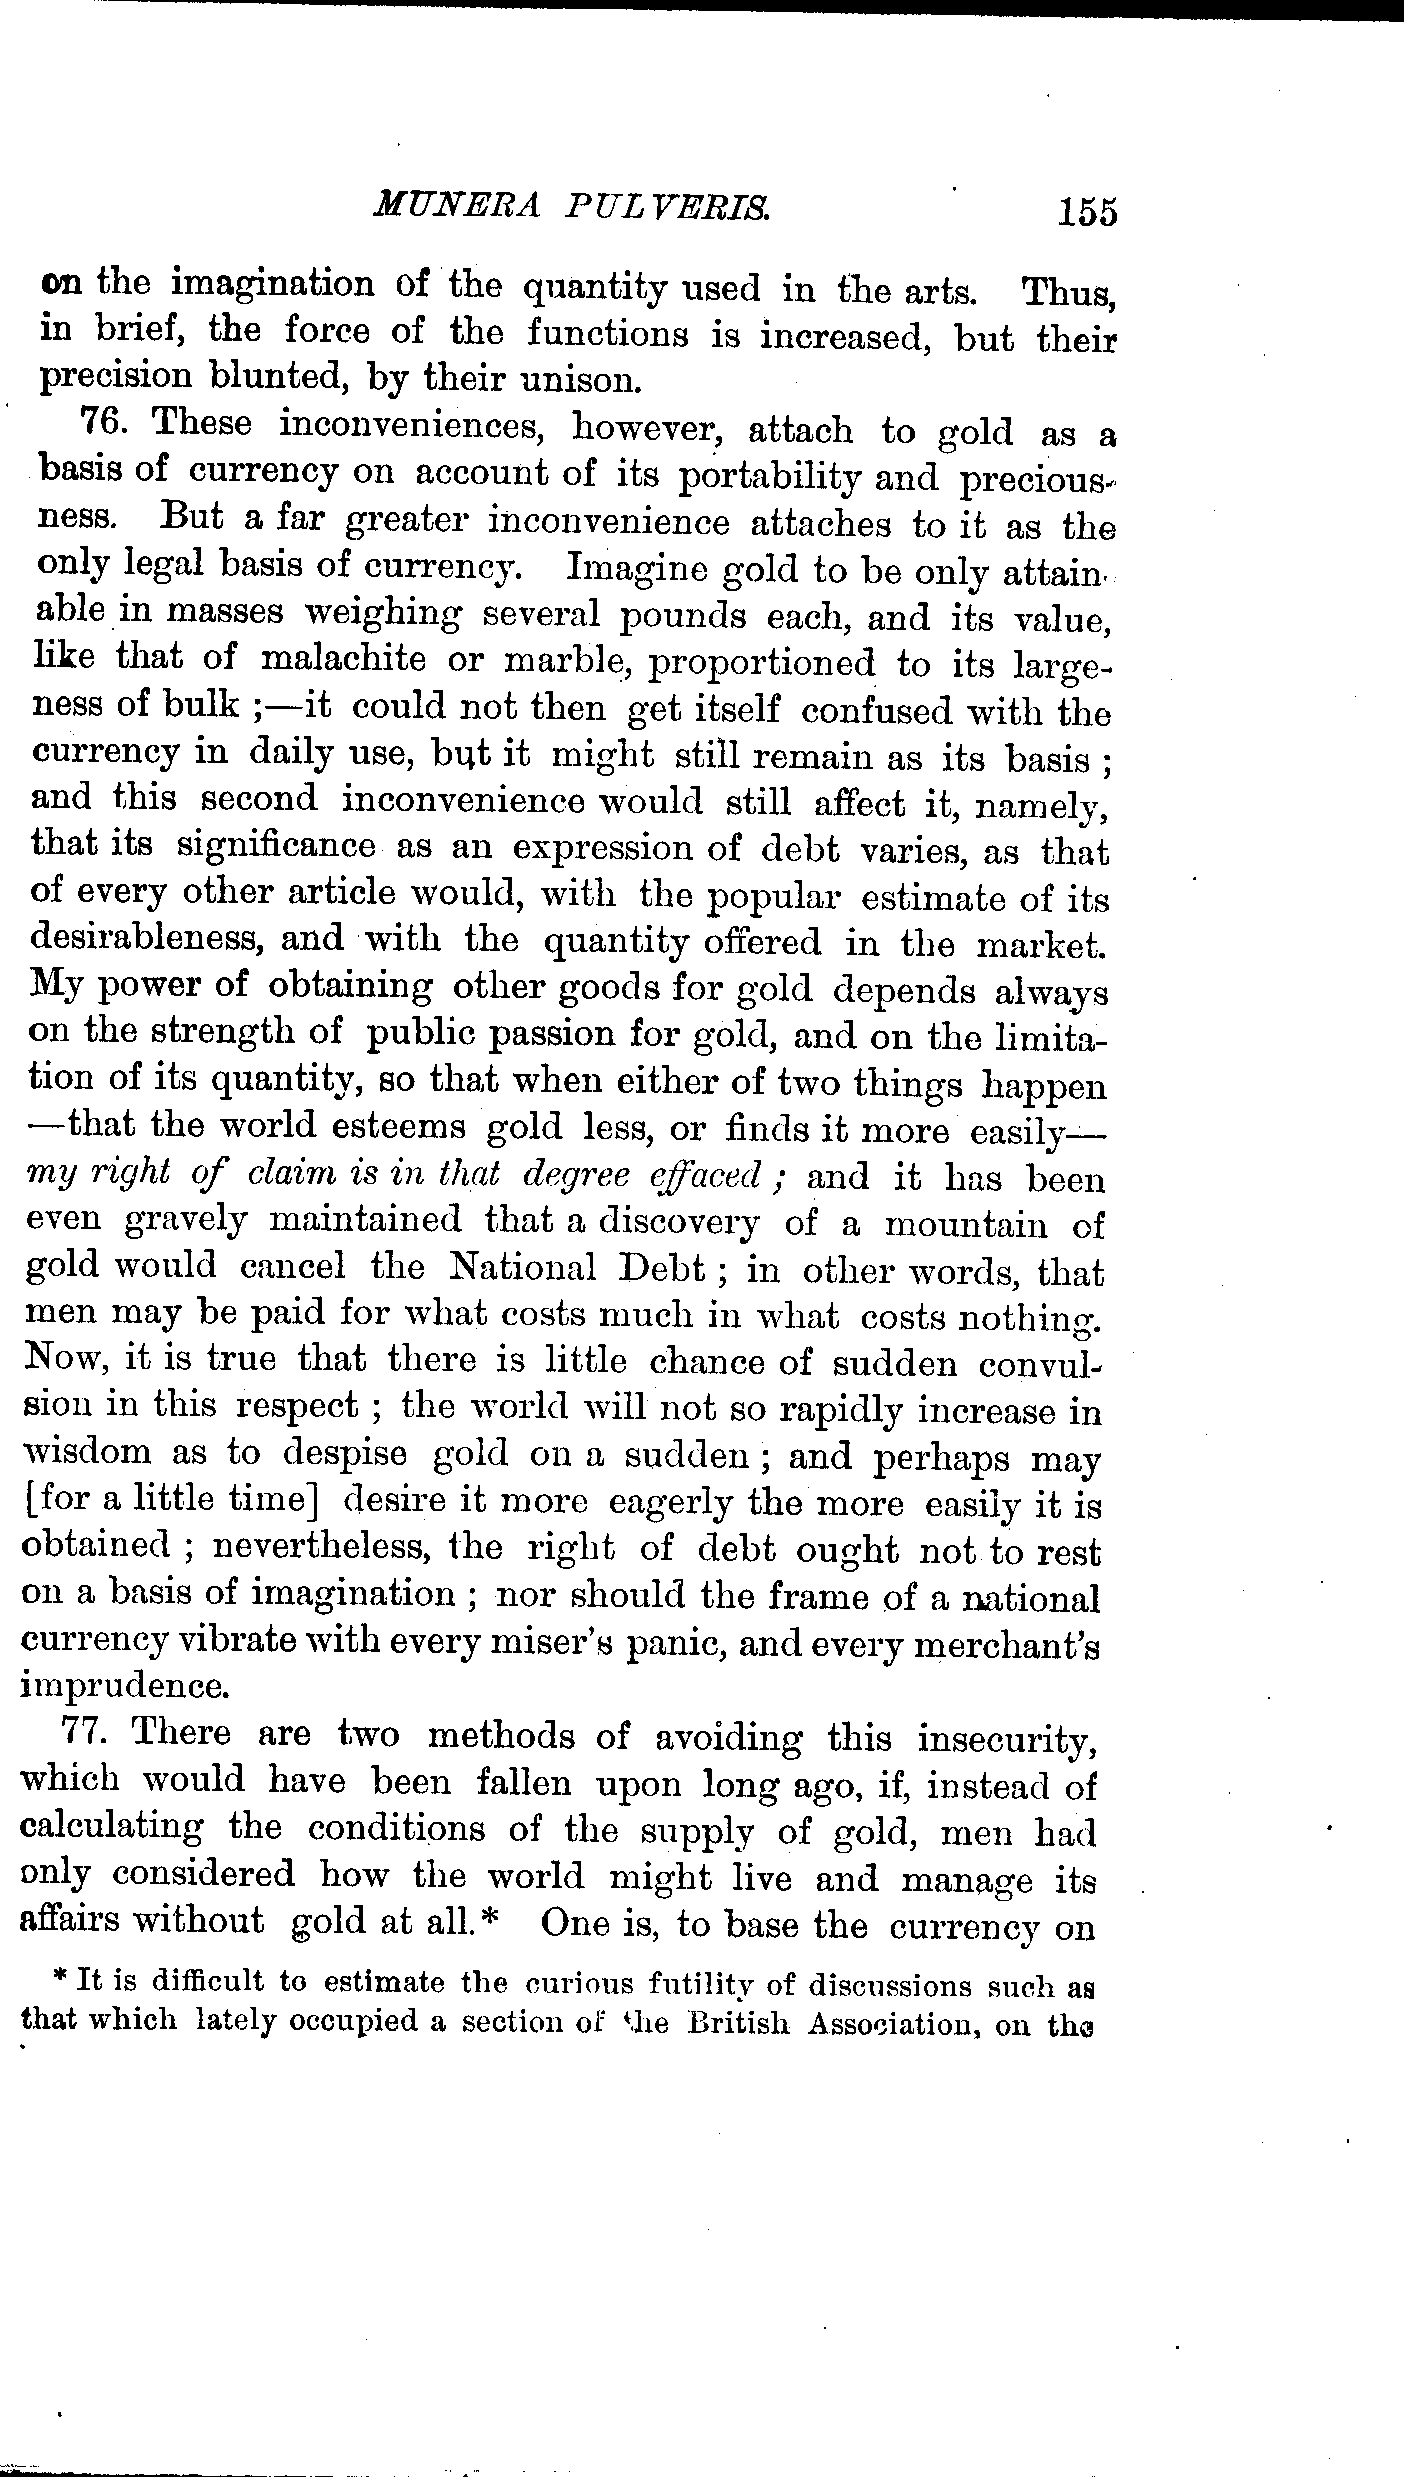 MUNERA PULVERIS. 155
on the imagination of the quantity used in the arts. Thus,
in brief, the force of the functions is increased, but their
precision blunted, by their unison.
76. These inconveniences, however, attach to gold as a
basis of currency on account of its portability and precious-
ness. But a far greater inconvenience attaches to it as the
only legal basis of currency. Imagine gold to be only attain-
able in masses weighing several pounds each, and its value,
like that of malachite or marble, proportioned to its large-
ness of bulk ;—it could not then get itself confused with the
currency in daily use, but it might still remain as its basis ;
and this second inconvenience would still affect it, namely,
that its significance as an expression of debt varies, as that
of every other article would, with the popular estimate of its
desirableness, and with the quantity offered in the market.
My power of obtaining other goods for gold depends always
on the strength of public passion for gold, and on the limita-
tion of its quantity, so that when either of two things happen
—that the world esteems gold less, or finds it more easily—
my right of claim is in that degree effaced ; and it has been
even gravely maintained that a discovery of a mountain of
gold would cancel the National Debt ; in other words, that
men may be paid for what costs much in what costs nothing.
Now, it is true that there is little chance of sudden convul-
sion in this respect ; the world will not so rapidly increase in
wisdom as to despise gold on a sudden ; and perhaps may
[for a little time] desire it more eagerly the more easily it is
obtained ; nevertheless, the right of debt ought not to rest
on a basis of imagination ; nor should the frame of a national
currency vibrate with every miser's panic, and every merchant's
imprudence.
77. There are two methods of avoiding this insecurity,
which would have been fallen upon long ago, if, instead of
calculating the conditions of the supply of gold, men had
only considered how the world might live and manage its
affairs without gold at all.* One is, to base the currency on
* It is difficult to estimate the curious futility of discussions such as
that which lately occupied a section of the British Association, on the